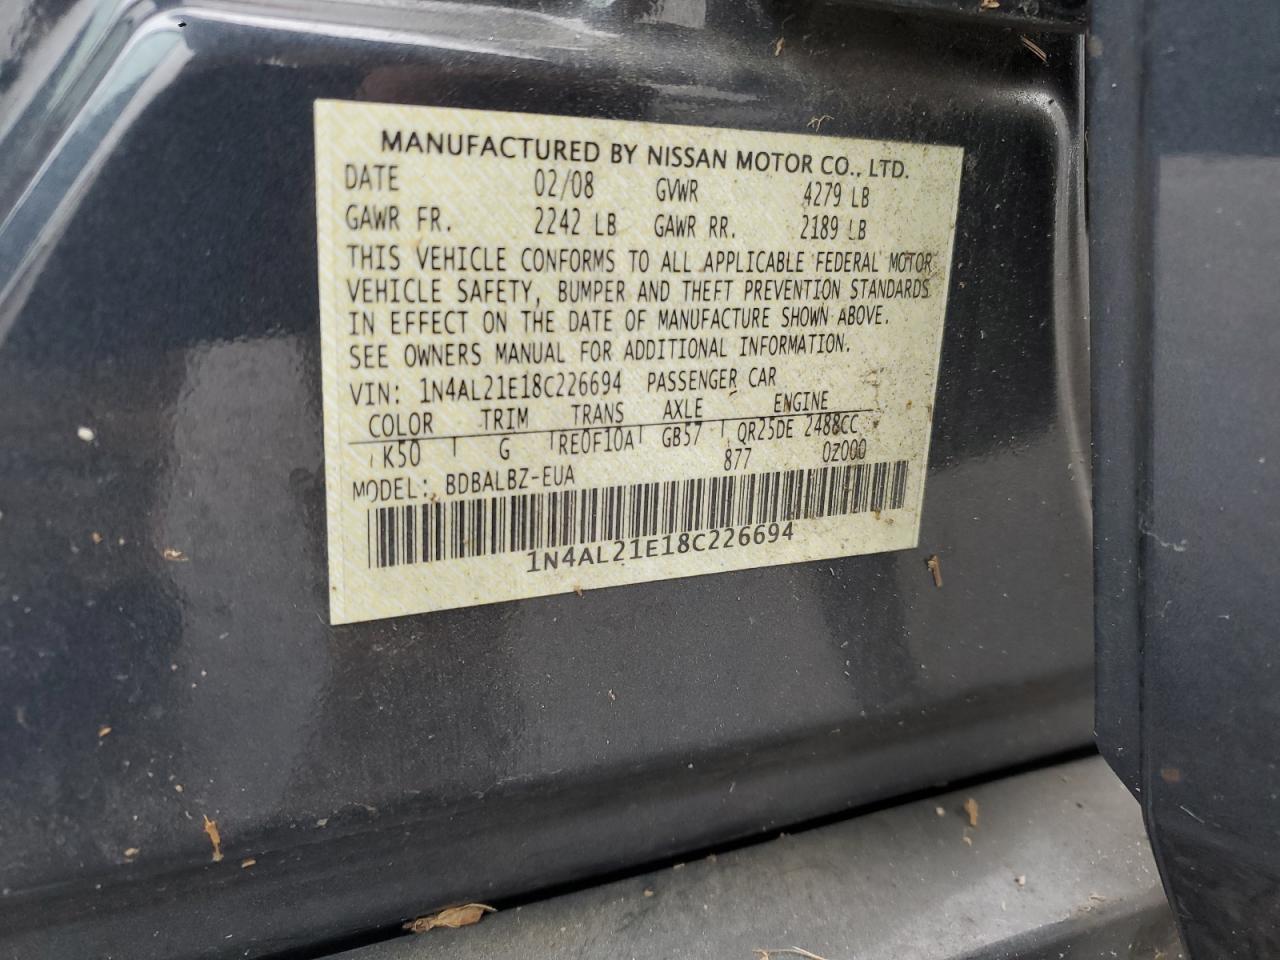 MANUFACTURED BY NISSAN MOTOR CO., LTD.
DATE 02/08 GVWR 4279 LB
GAWR FR. 2242 LB GAWR RR. 2189 LB
THIS VEHICLE CONFORMS TO ALL APPLICABLE FEDERAL MOTOR
VEHICLE SAFETY, BUMPER AND THEFT PREVENTION STANDARDS
IN EFFECT ON THE DATE OF MANUFACTURE SHOWN ABOVE.
SEE OWNERS MANUAL FOR ADDITIONAL INFORMATION.
VIN: 1N4AL21E18C226694 PASSENGER CAR
COLOR TRIM TRANS AXLE ENGINE
K50 G RE0F10A GB57 QR25DE 2488CC
877 0Z000
MODEL: BDBALBZ-EUA
1N4AL21E18C226694